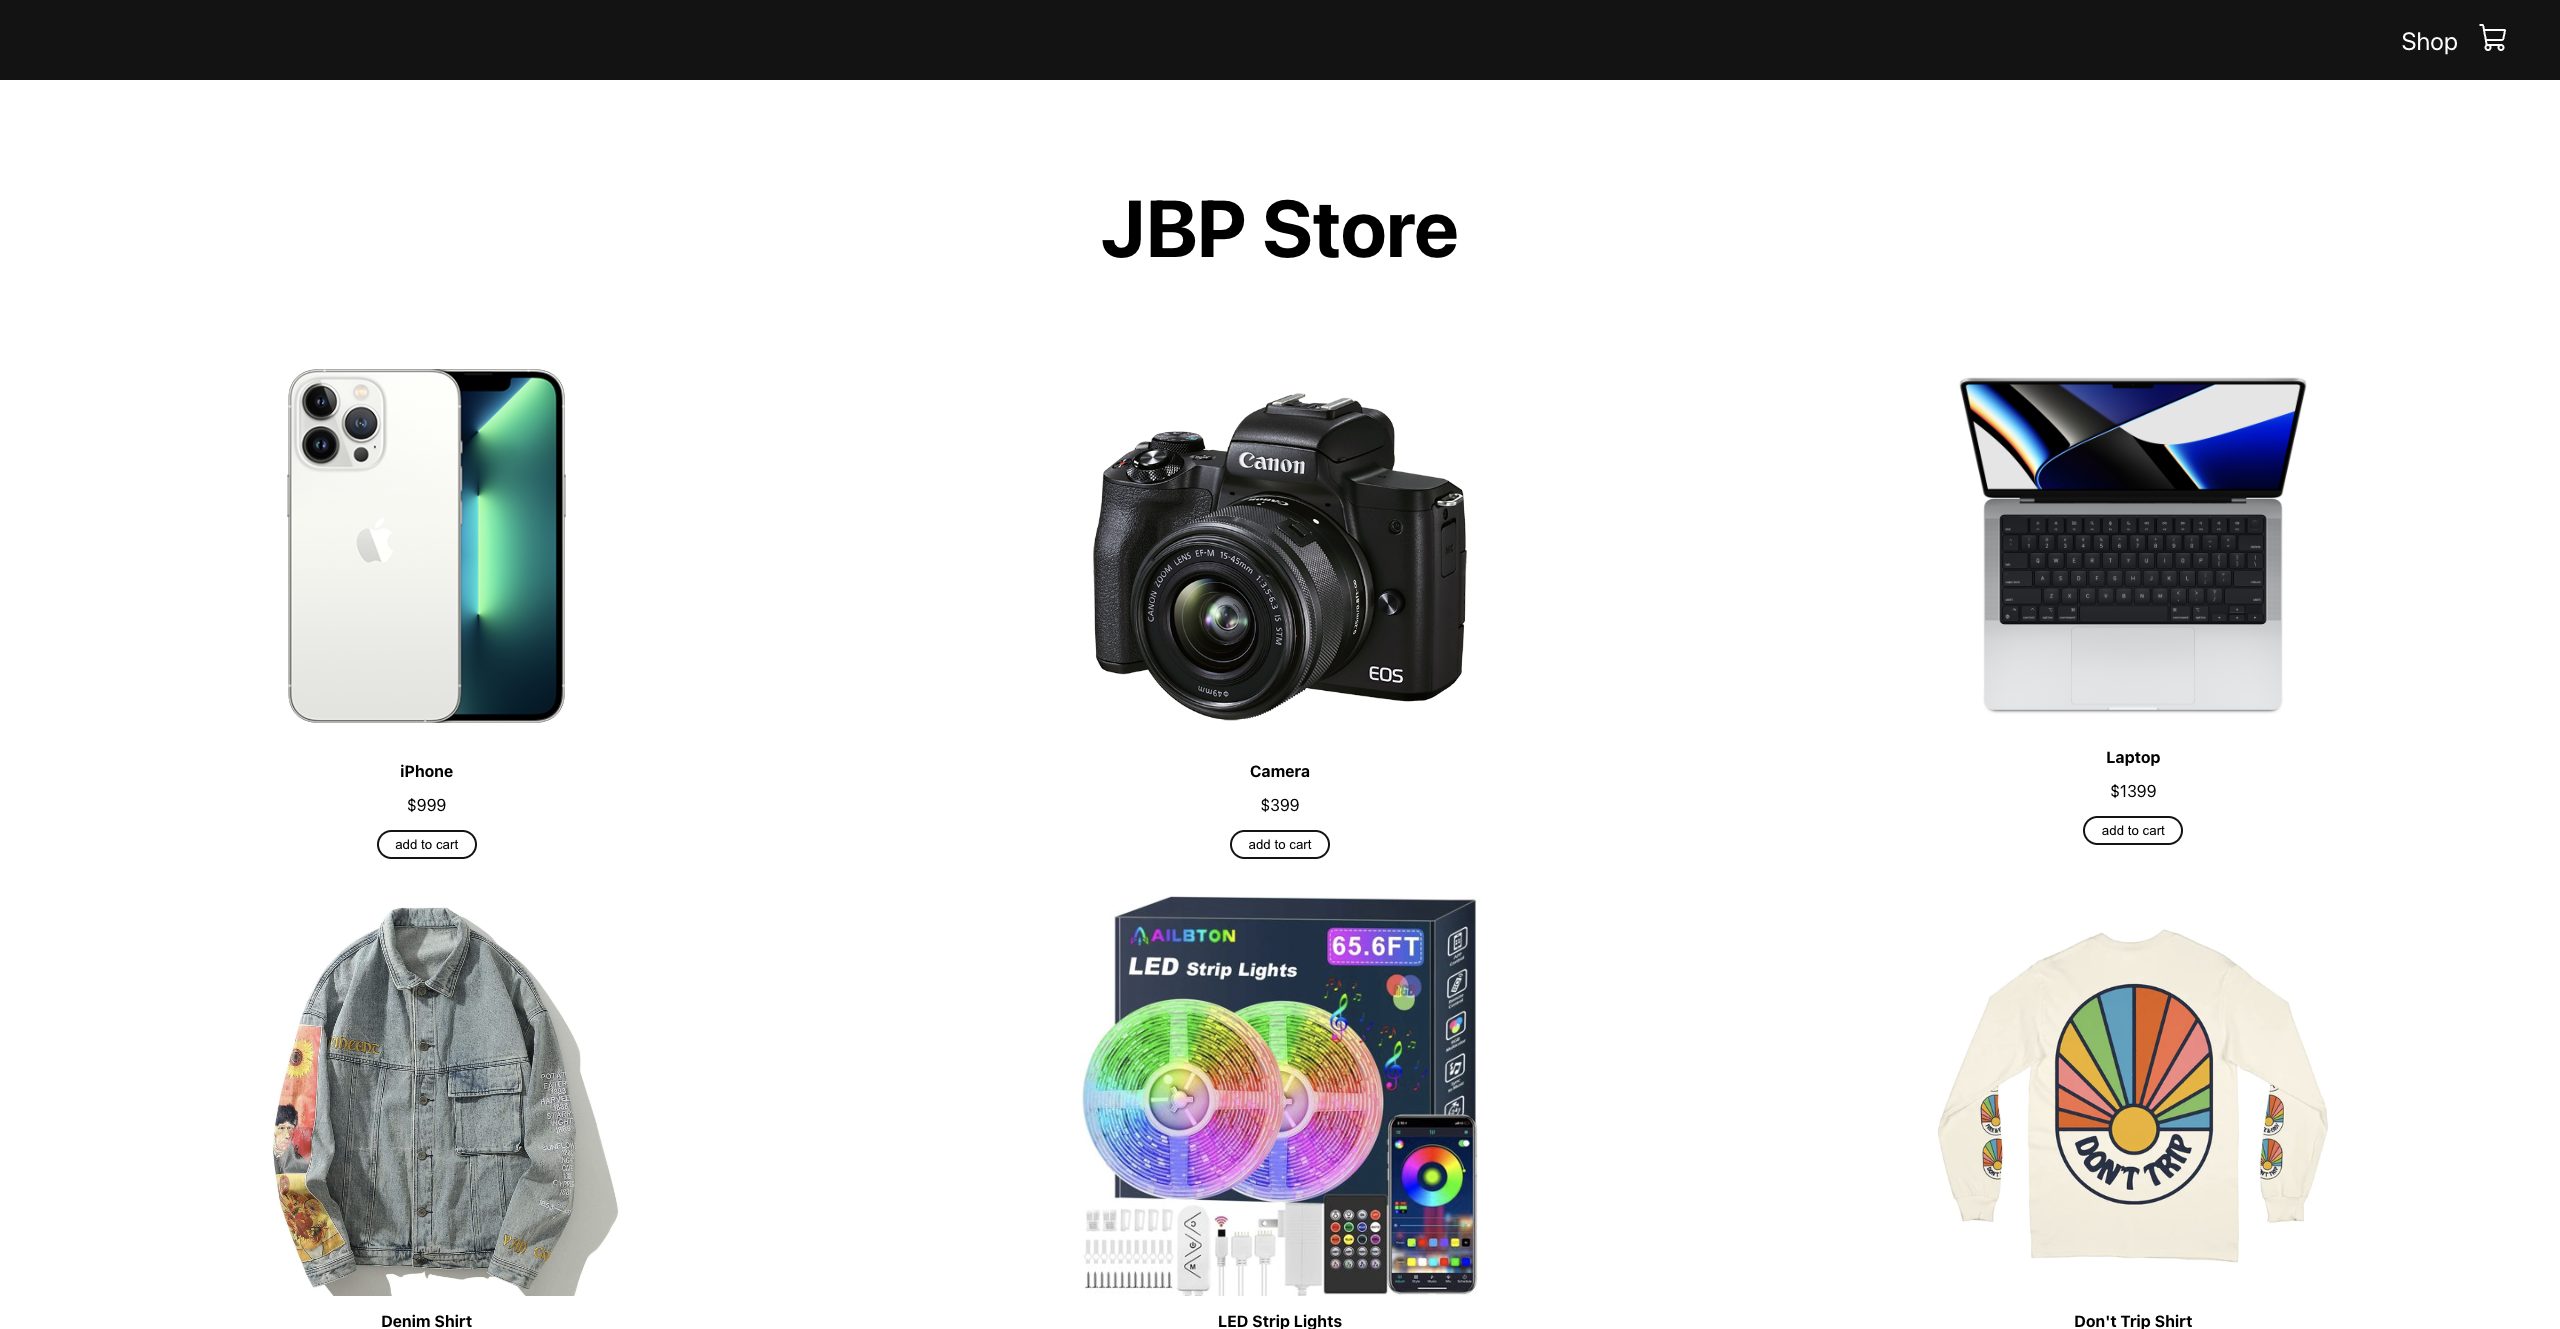 Shop
JBP Store
Canon
Canon
CANON ZOOM LENS EF-M 15-45mm 1:3.5-6.3 IS STM
ф49mm
EOS
iPhone
$999
add to cart
Camera
$399
add to cart
Laptop
$1399
add to cart
AILBTON
65.6FT
LED Strip Lights
M
DON'T TRIP
Denim Shirt
LED Strip Lights
Don't Trip Shirt